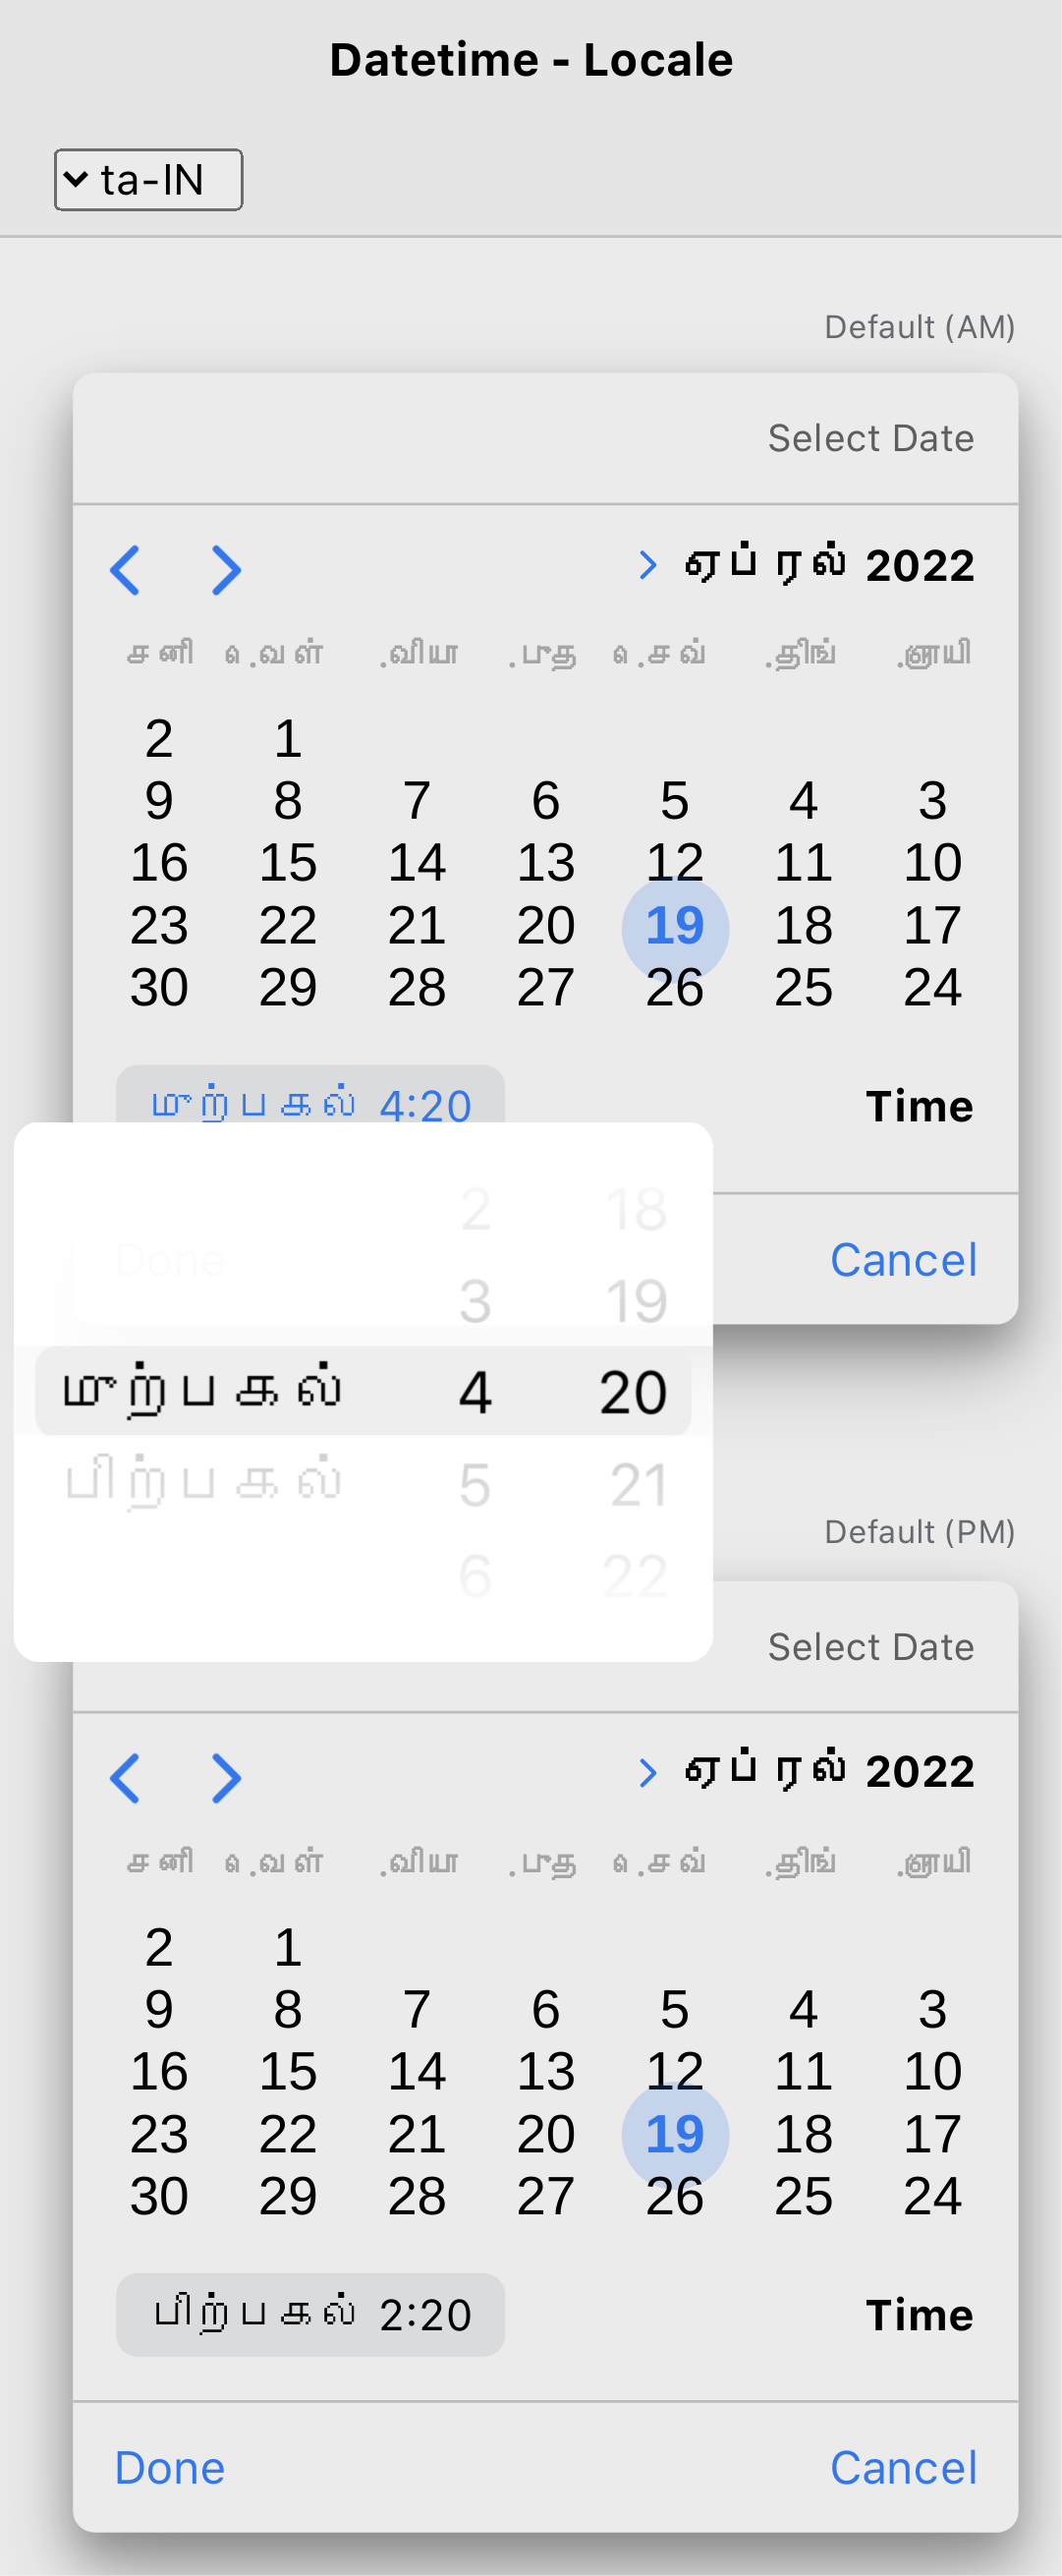 Datetime - Locale
ta-IN
Default (AM)
Select Date
ஏப்ரல் 2022
சனி வெள். வியா. புத. செவ். திங். ஞாயி.
2 1
9 8 7 6 5 4 3
16 15 14 13 12 11 10
23 22 21 20 19 18 17
30 29 28 27 26 25 24
முற்பகல் 4:20 Time
2 18
Done Cancel
3 19
முற்பகல் 4 20
பிற்பகல் 5 21
Default (PM)
6 22
Select Date
ஏப்ரல் 2022
சனி வெள். வியா. புத. செவ். திங். ஞாயி.
2 1
9 8 7 6 5 4 3
16 15 14 13 12 11 10
23 22 21 20 19 18 17
30 29 28 27 26 25 24
பிற்பகல் 2:20 Time
Done Cancel